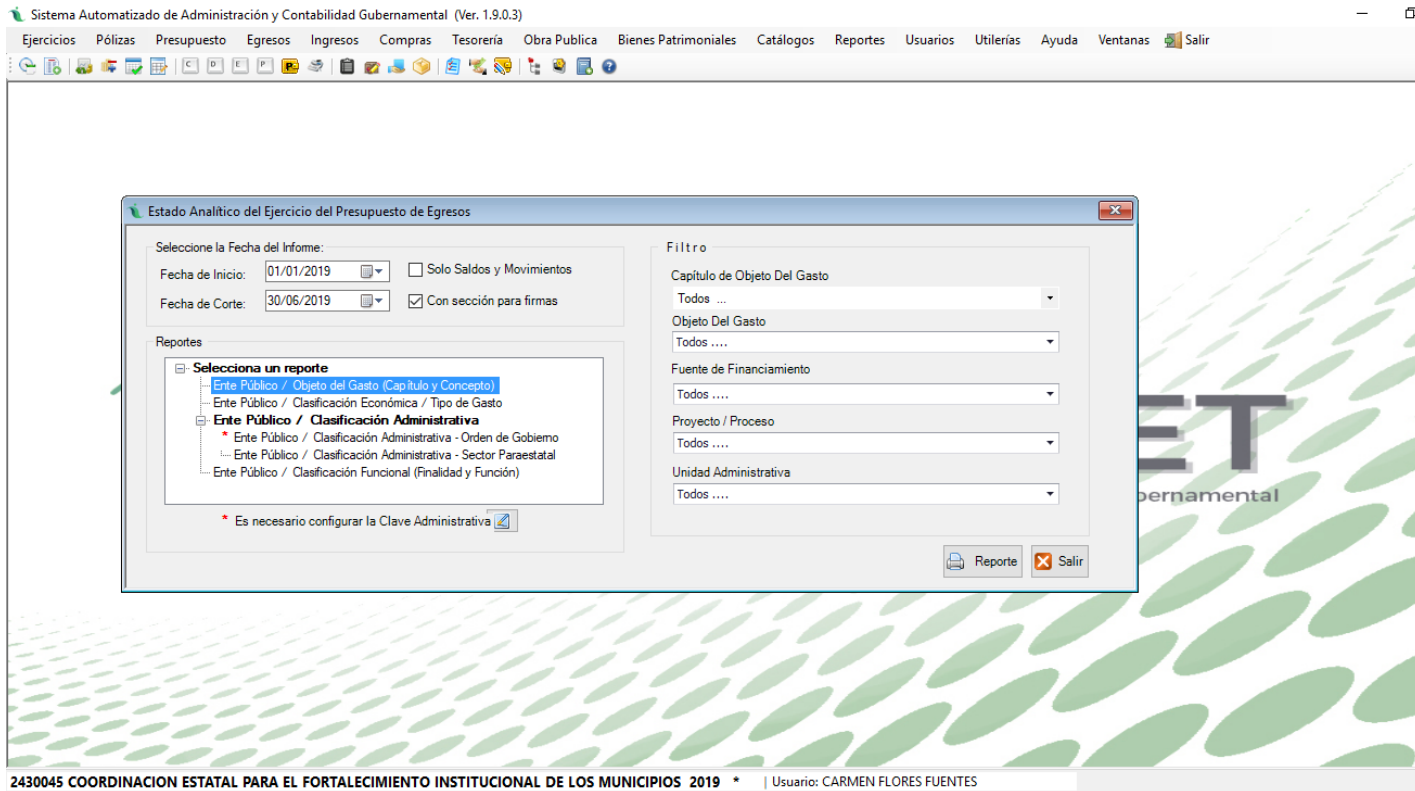 Sistema Automatizado de Administración y Contabilidad Gubernamental (Ver. 1.9.0.3)
Ejercicios Pólizas Presupuesto Egresos Ingresos Compras Tesorería Obra Publica Bienes Patrimoniales Catálogos Reportes Usuarios Utilerías Ayuda Ventanas Salir
C D E P P
Estado Analítico del Ejercicio del Presupuesto de Egresos
Seleccione la Fecha del Informe:
Fecha de Inicio: 01/01/2019 Solo Saldos y Movimientos
Fecha de Corte: 30/06/2019 Con sección para firmas
Reportes
Selecciona un reporte
Ente Público / Objeto del Gasto (Capítulo y Concepto)
Ente Público / Clasificación Económica / Tipo de Gasto
Ente Público / Clasificación Administrativa
* Ente Público / Clasificación Administrativa - Orden de Gobierno
Ente Público / Clasificación Administrativa - Sector Paraestatal
Ente Público / Clasificación Funcional (Finalidad y Función)
* Es necesario configurar la Clave Administrativa
Filtro
Capítulo de Objeto Del Gasto
Todos ...
Objeto Del Gasto
Todos ....
Fuente de Financiamiento
Todos ....
Proyecto / Proceso
Todos ....
Unidad Administrativa
Todos ....
Reporte Salir
ET
bernamental
2430045 COORDINACION ESTATAL PARA EL FORTALECIMIENTO INSTITUCIONAL DE LOS MUNICIPIOS 2019 * | Usuario: CARMEN FLORES FUENTES